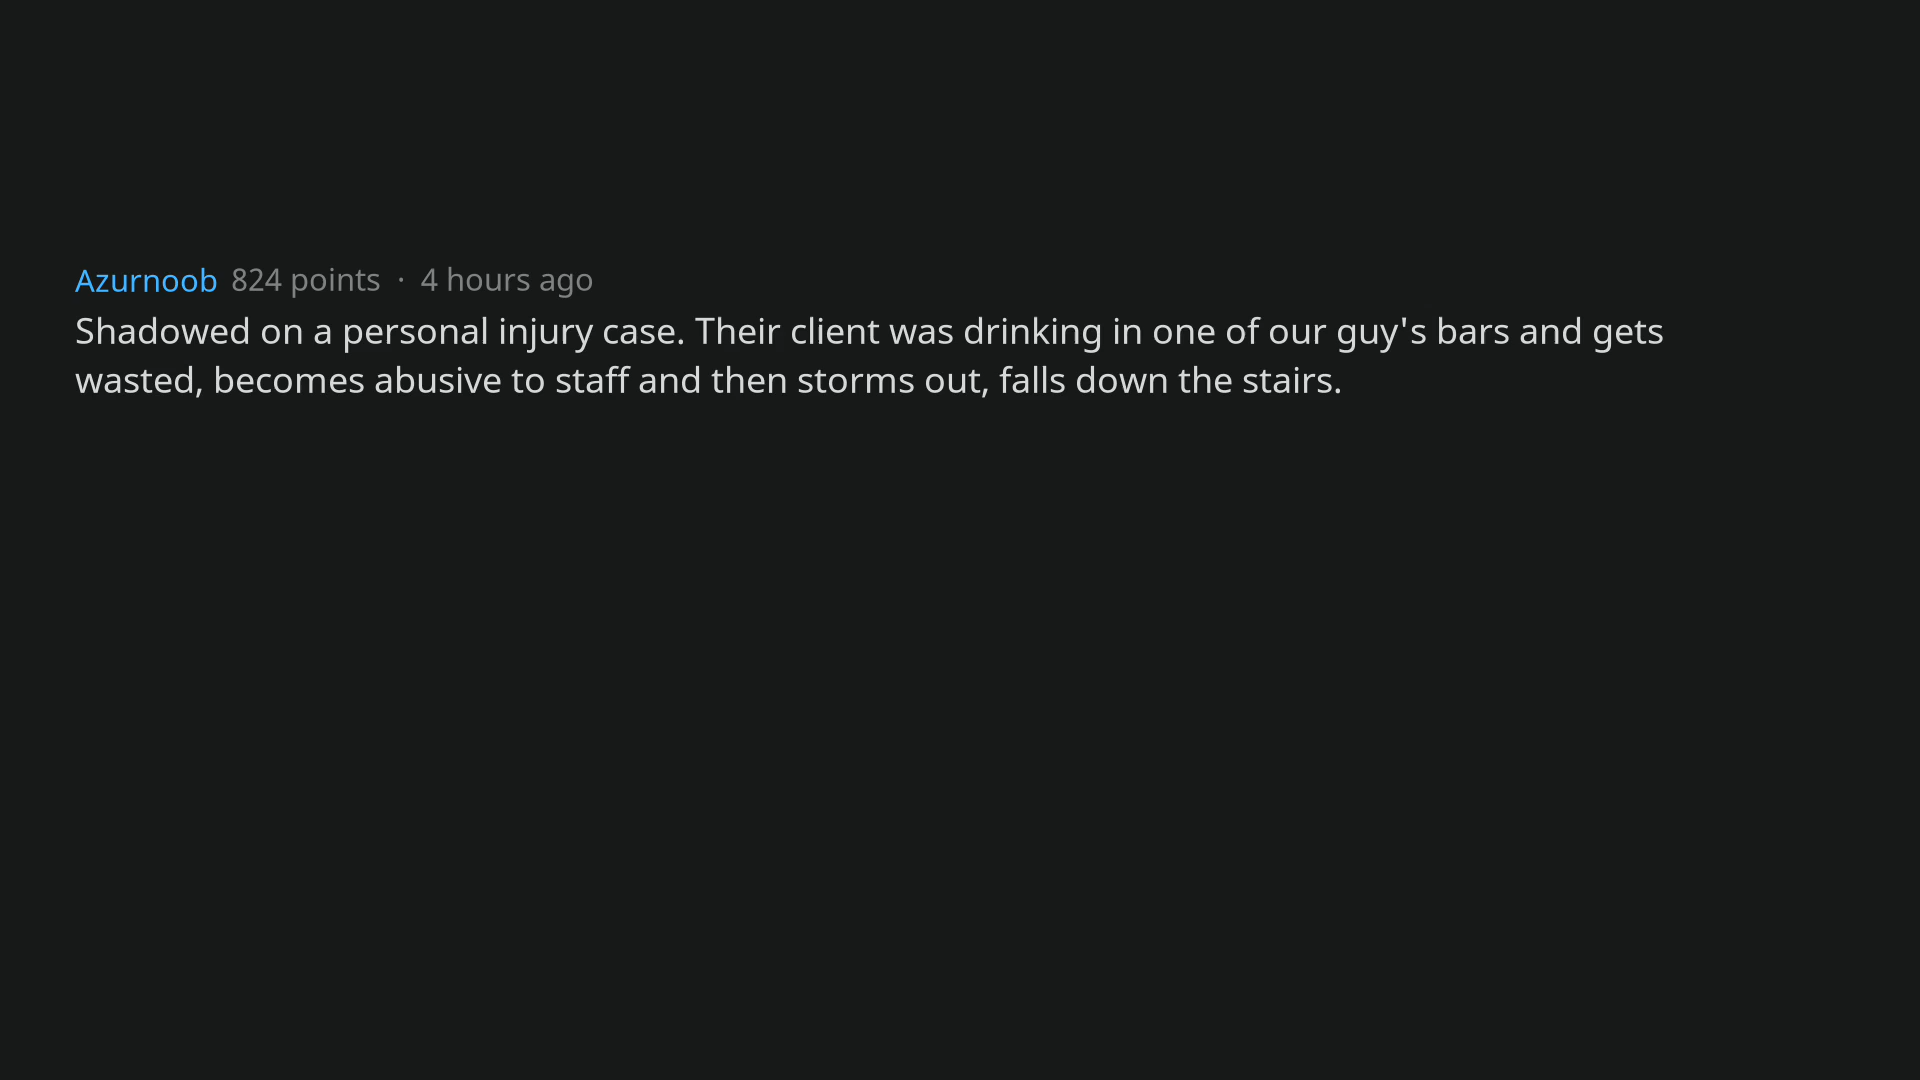 Azurnoob 824 points · 4 hours ago
Shadowed on a personal injury case. Their client was drinking in one of our guy's bars and gets
wasted, becomes abusive to staff and then storms out, falls down the stairs.